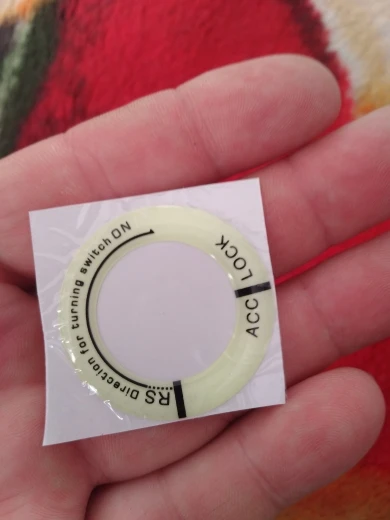 LOCK
ACC
RS Direction for turning switch ON